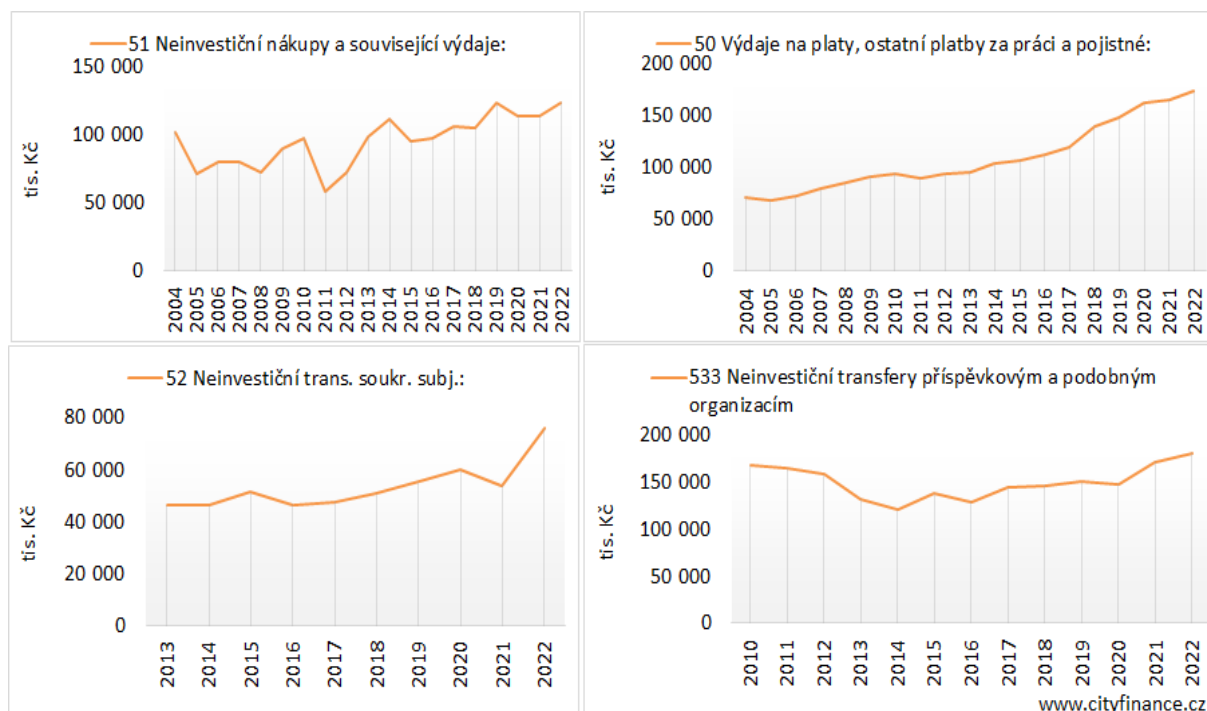 51 Neinvestiční nákupy a související výdaje:
150 000
100 000
50 000
0
tis. Kč
2004 2005 2006 2007 2008 2009 2010 2011 2012 2013 2014 2015 2016 2017 2018 2019 2020 2021 2022
50 Výdaje na platy, ostatní platby za práci a pojistné:
200 000
150 000
100 000
50 000
0
tis. Kč
2004 2005 2006 2007 2008 2009 2010 2011 2012 2013 2014 2015 2016 2017 2018 2019 2020 2021 2022
52 Neinvestiční trans. soukr. subj.:
80 000
60 000
40 000
20 000
0
tis. Kč
2013 2014 2015 2016 2017 2018 2019 2020 2021 2022
533 Neinvestiční transfery příspěvkovým a podobným
organizacím
200 000
150 000
100 000
50 000
0
tis. Kč
2010 2011 2012 2013 2014 2015 2016 2017 2018 2019 2020 2021 2022
www.cityfinance.cz